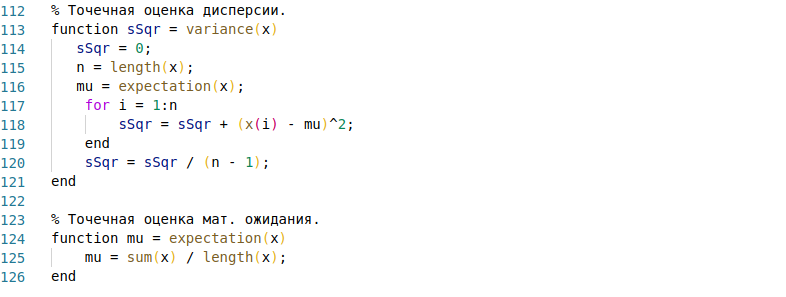 112 % Точечная оценка дисперсии.
113 function sSqr = variance(x)
114 sSqr = 0;
115 n = length(x);
116 mu = expectation(x);
117 for i = 1:n
118 sSqr = sSqr + (x(i) - mu)^2;
119 end
120 sSqr = sSqr / (n - 1);
121 end
122
123 % Точечная оценка мат. ожидания.
124 function mu = expectation(x)
125 mu = sum(x) / length(x);
126 end